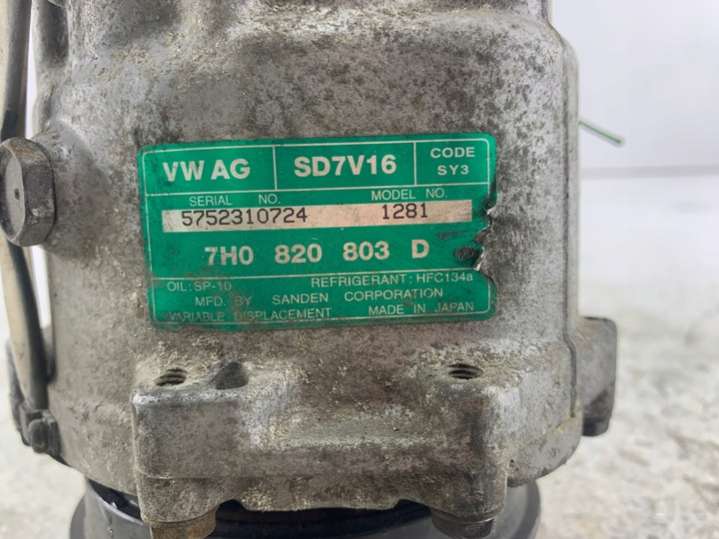 VW AG SD7V16 CODE SY3
SERIAL NO. MODEL NO.
5752310724 1281
7H0 820 803 D
OIL: SP-10 REFRIGERANT: HFC134a
MFD. BY SANDEN CORPORATION
VARIABLE DISPLACEMENT MADE IN JAPAN